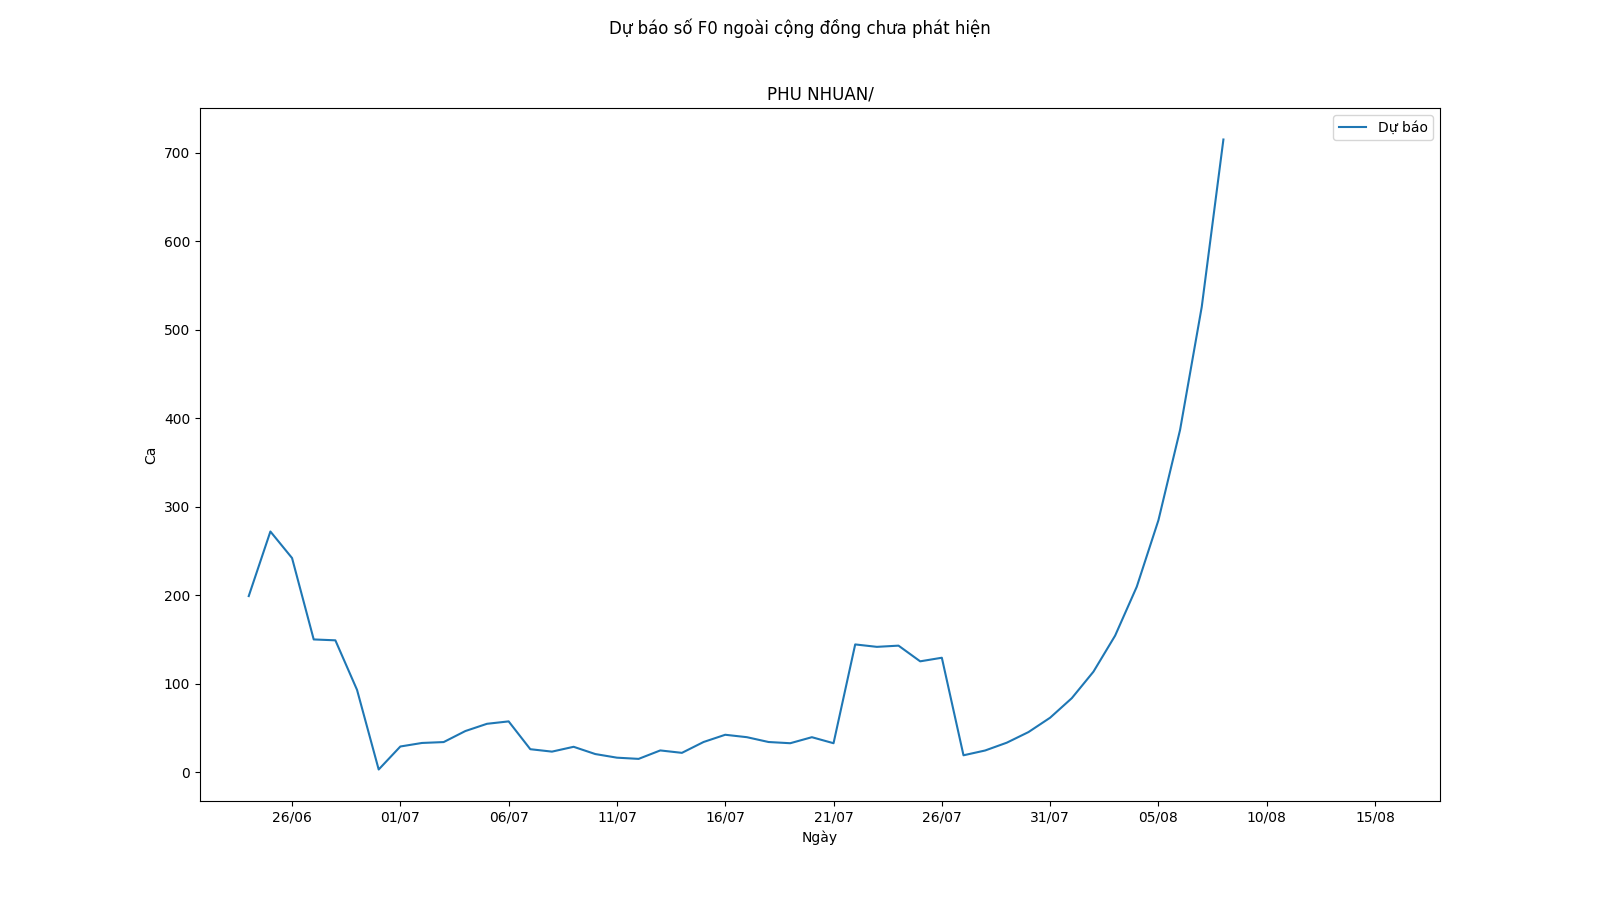 Dự báo số F0 ngoài cộng đồng chưa phát hiện
PHU NHUAN/
Dự báo
700
600
500
400
300
200
100
0
Ca
26/06 01/07 06/07 11/07 16/07 21/07 26/07 31/07 05/08 10/08 15/08
Ngày